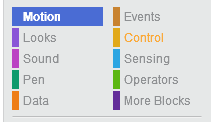 Motion
Looks
Sound
Pen
Data
Events
Control
Sensing
Operators
More Blocks